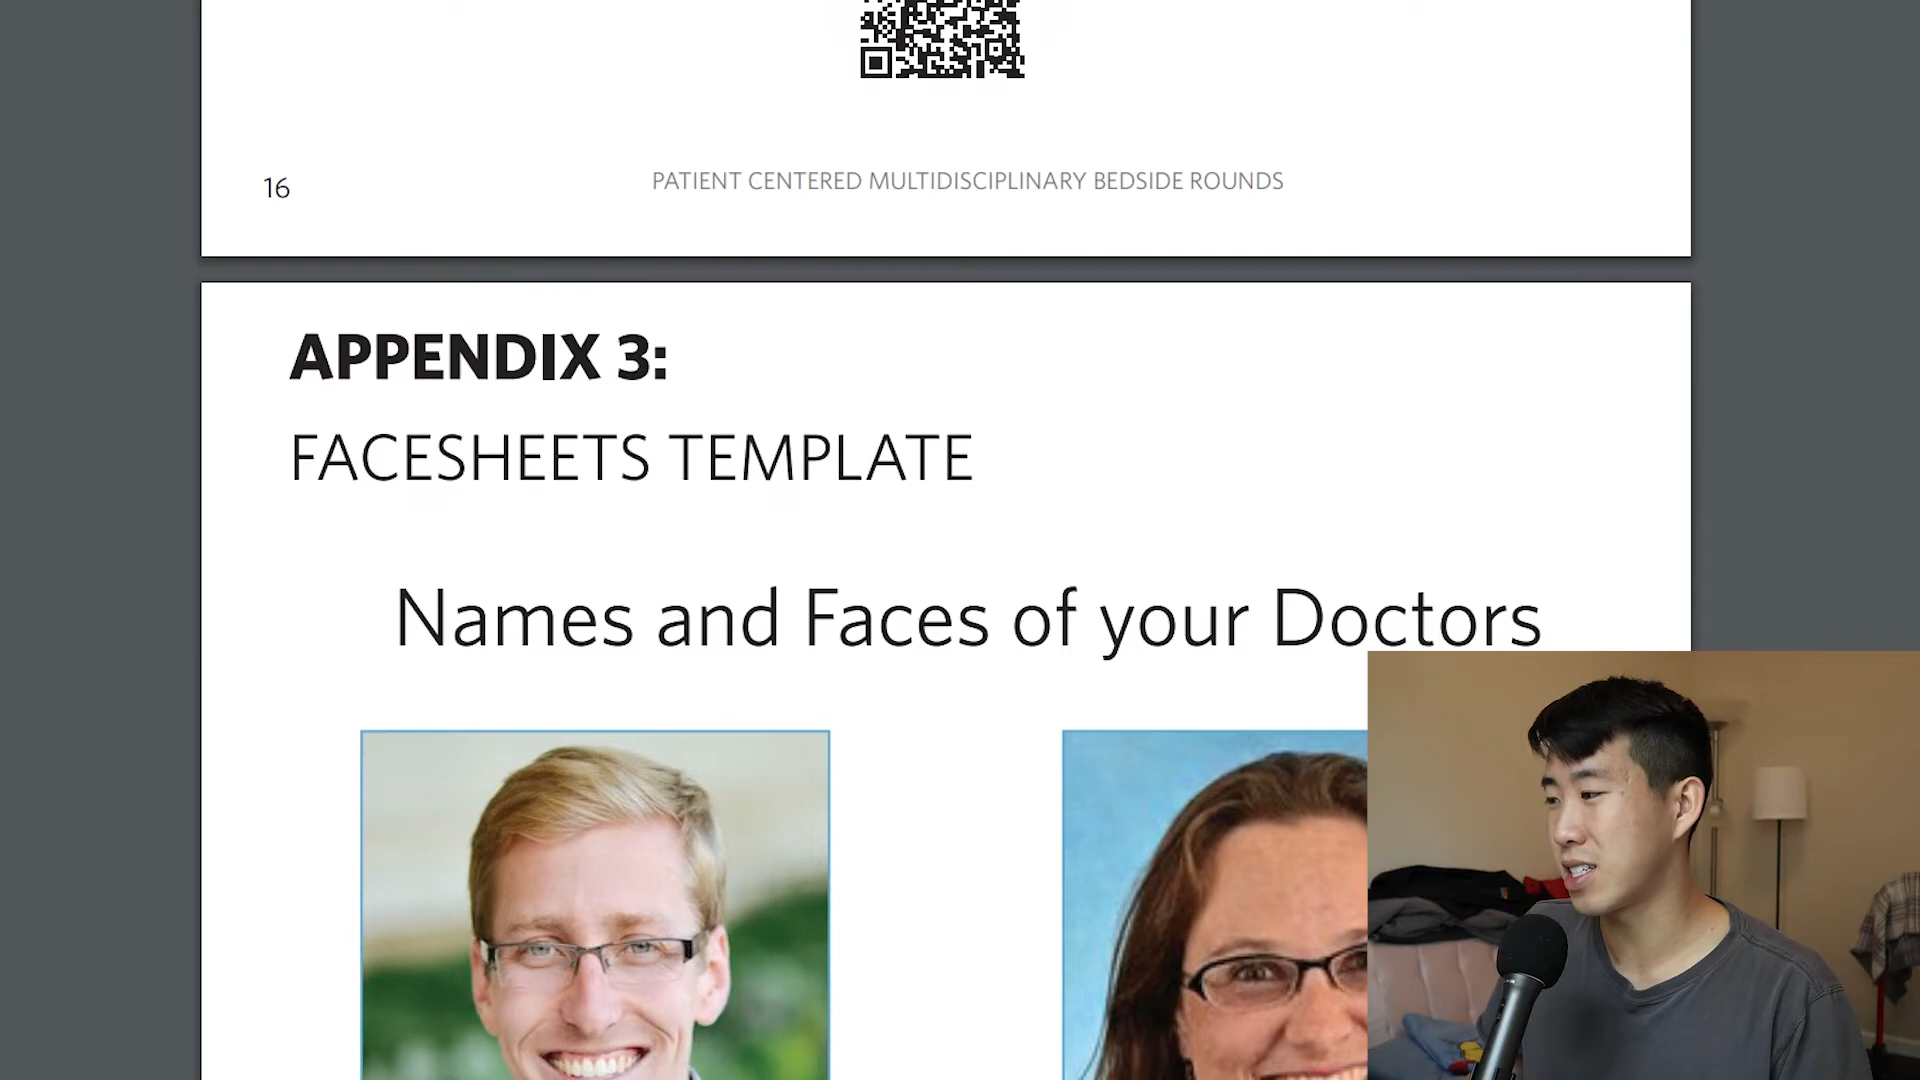 16
PATIENT CENTERED MULTIDISCIPLINARY BEDSIDE ROUNDS
APPENDIX 3:
FACESHEETS TEMPLATE
Names and Faces of your Doctors